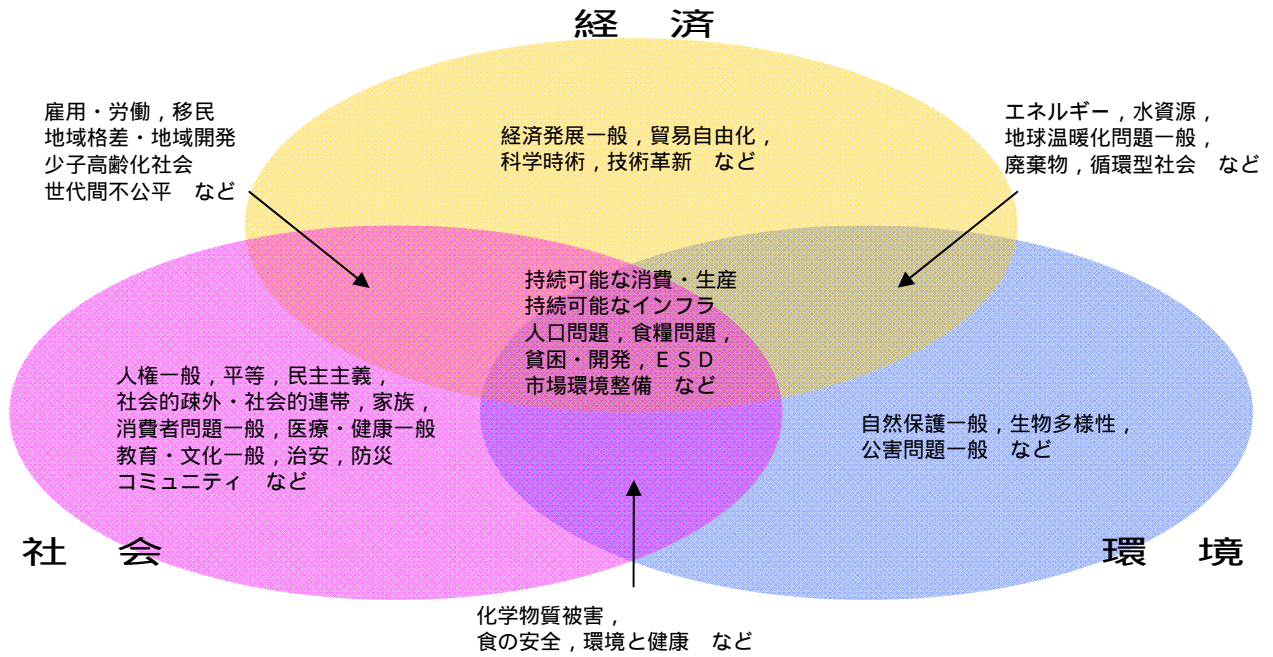 経　済
雇用・労働，移民
地域格差・地域開発
少子高齢化社会
世代間不公平　など
経済発展一般，貿易自由化，
科学時術，技術革新　など
エネルギー，水資源，
地球温暖化問題一般，
廃棄物，循環型社会　など
持続可能な消費・生産
持続可能なインフラ
人口問題，食糧問題，
貧困・開発，ＥＳＤ
市場環境整備　など
人権一般，平等，民主主義，
社会的疎外・社会的連帯，家族，
消費者問題一般，医療・健康一般
教育・文化一般，治安，防災
コミュニティ　など
自然保護一般，生物多様性，
公害問題一般　など
社　会
環　境
化学物質被害，
食の安全，環境と健康　など